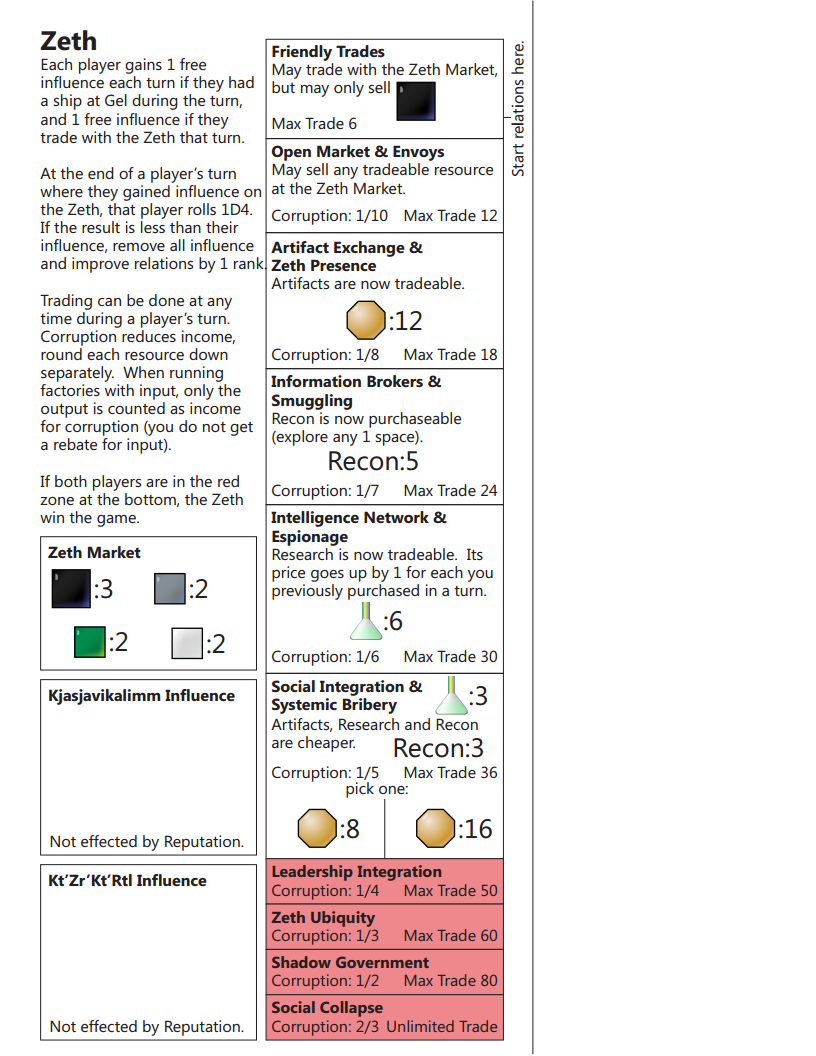 Zeth
Each player gains 1 free
influence each turn if they had
a ship at Gel during the turn,
and 1 free influence if they
trade with the Zeth that turn.
At the end of a player's turn
where they gained influence on
the Zeth, that player rolls 1D4.
If the result is less than their
influence, remove all influence
and improve relations by 1 rank.
Trading can be done at any
time during a player's turn.
Corruption reduces income,
round each resource down
separately. When running
factories with input, only the
output is counted as income
for corruption (you do not get
a rebate for input).
If both players are in the red
zone at the bottom, the Zeth
win the game.
Zeth Market
:3 :2
:2 :2
Kjasjavikalimm Influence
Not effected by Reputation.
Kt'Zr'Kt'Rtl Influence
Not effected by Reputation.
Friendly Trades
May trade with the Zeth Market,
but may only sell
Max Trade 6
Open Market & Envoys
May sell any tradeable resource
at the Zeth Market.
Corruption: 1/10 Max Trade 12
Artifact Exchange &
Zeth Presence
Artifacts are now tradeable.
:12
Corruption: 1/8 Max Trade 18
Information Brokers &
Smuggling
Recon is now purchaseable
(explore any 1 space).
Recon:5
Corruption: 1/7 Max Trade 24
Intelligence Network &
Espionage
Research is now tradeable. Its
price goes up by 1 for each you
previously purchased in a turn.
:6
Corruption: 1/6 Max Trade 30
Social Integration &
Systemic Bribery
:3
Artifacts, Research and Recon
are cheaper.
Recon:3
Corruption: 1/5 Max Trade 36
pick one:
:8 :16
Leadership Integration
Corruption: 1/4 Max Trade 50
Zeth Ubiquity
Corruption: 1/3 Max Trade 60
Shadow Government
Corruption: 1/2 Max Trade 80
Social Collapse
Corruption: 2/3 Unlimited Trade
Start relations here.